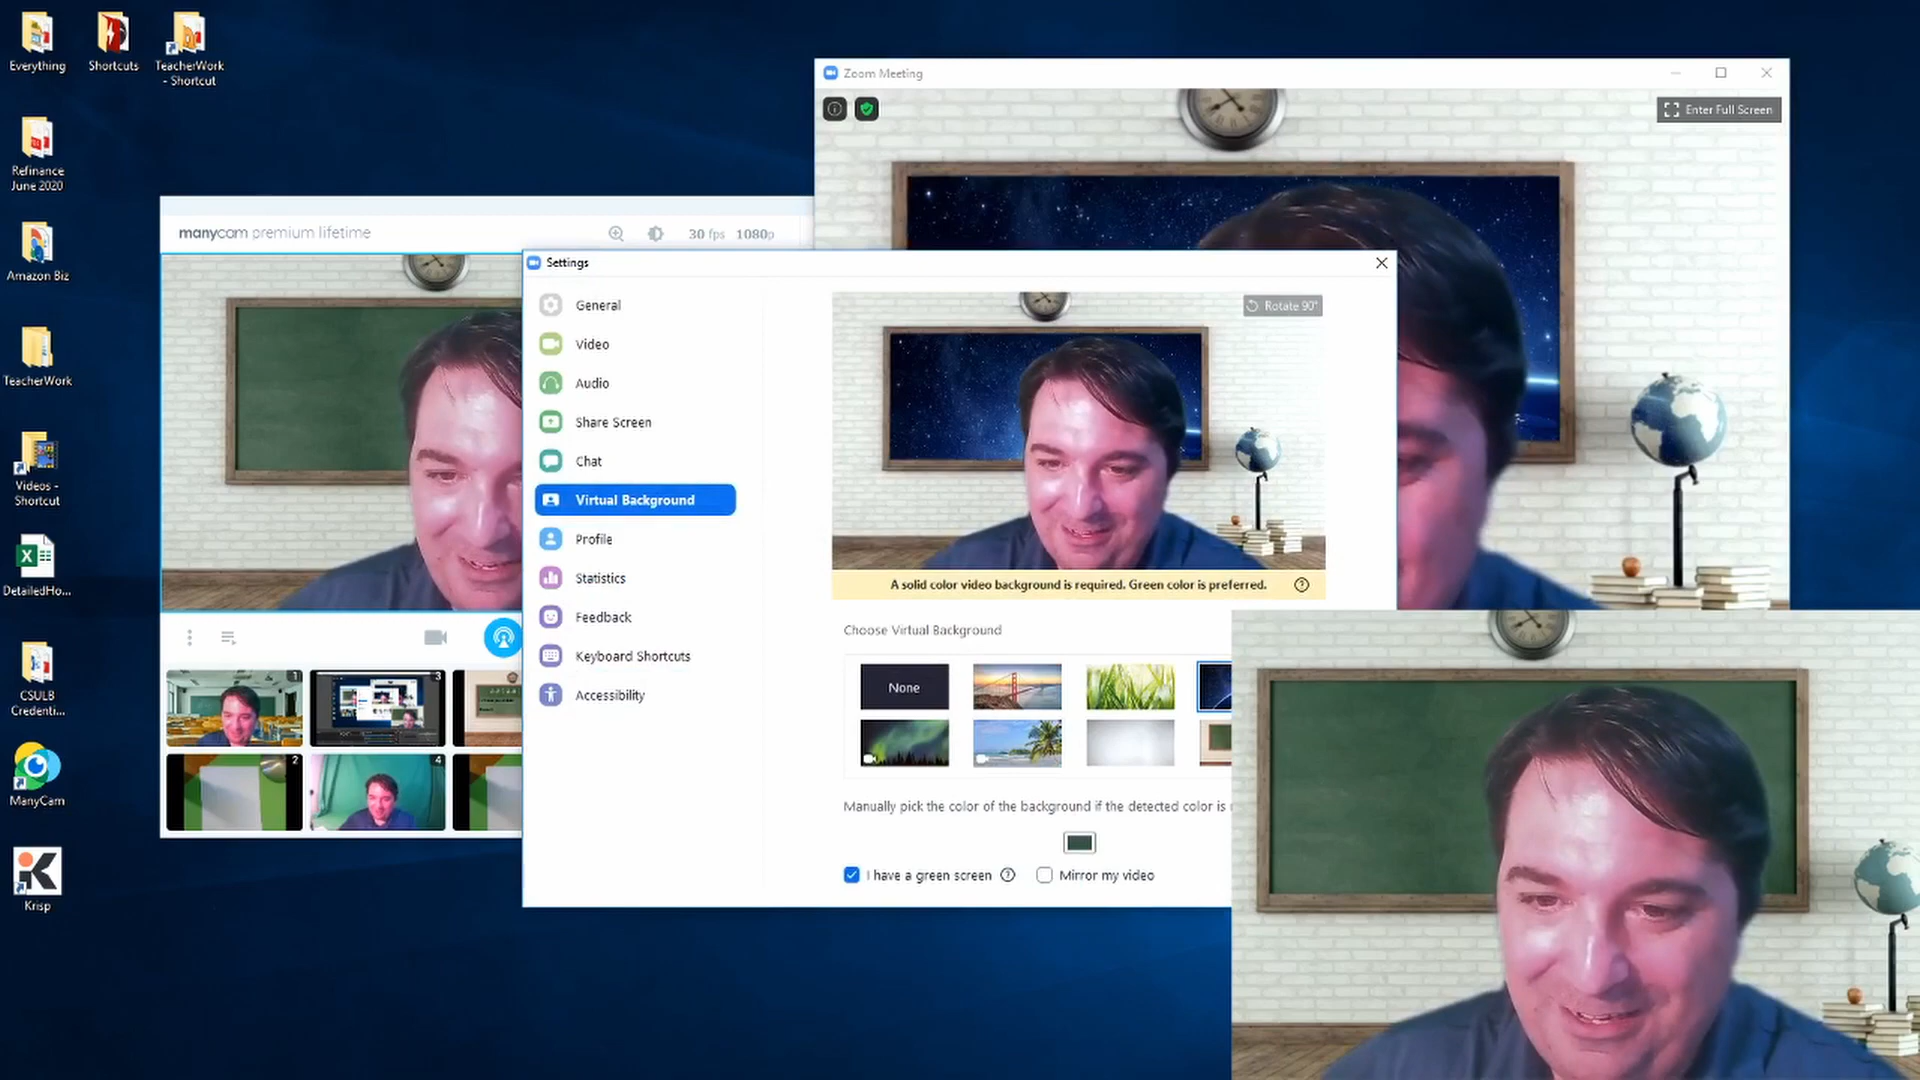 Everything
Shortcuts
TeacherWork
- Shortcut
Refinance
June 2020
Amazon Biz
TeacherWork
Videos -
Shortcut
DetailedHo...
CSULB
Credenti...
ManyCam
Krisp
manycam premium lifetime
30 fps 1080p
1
3
2
4
Zoom Meeting
Enter Full Screen
Settings
General
Video
Audio
Share Screen
Chat
Virtual Background
Profile
Statistics
Feedback
Keyboard Shortcuts
Accessibility
Rotate 90°
A solid color video background is required. Green color is preferred.
Choose Virtual Background
None
Manually pick the color of the background if the detected color is
I have a green screen
Mirror my video